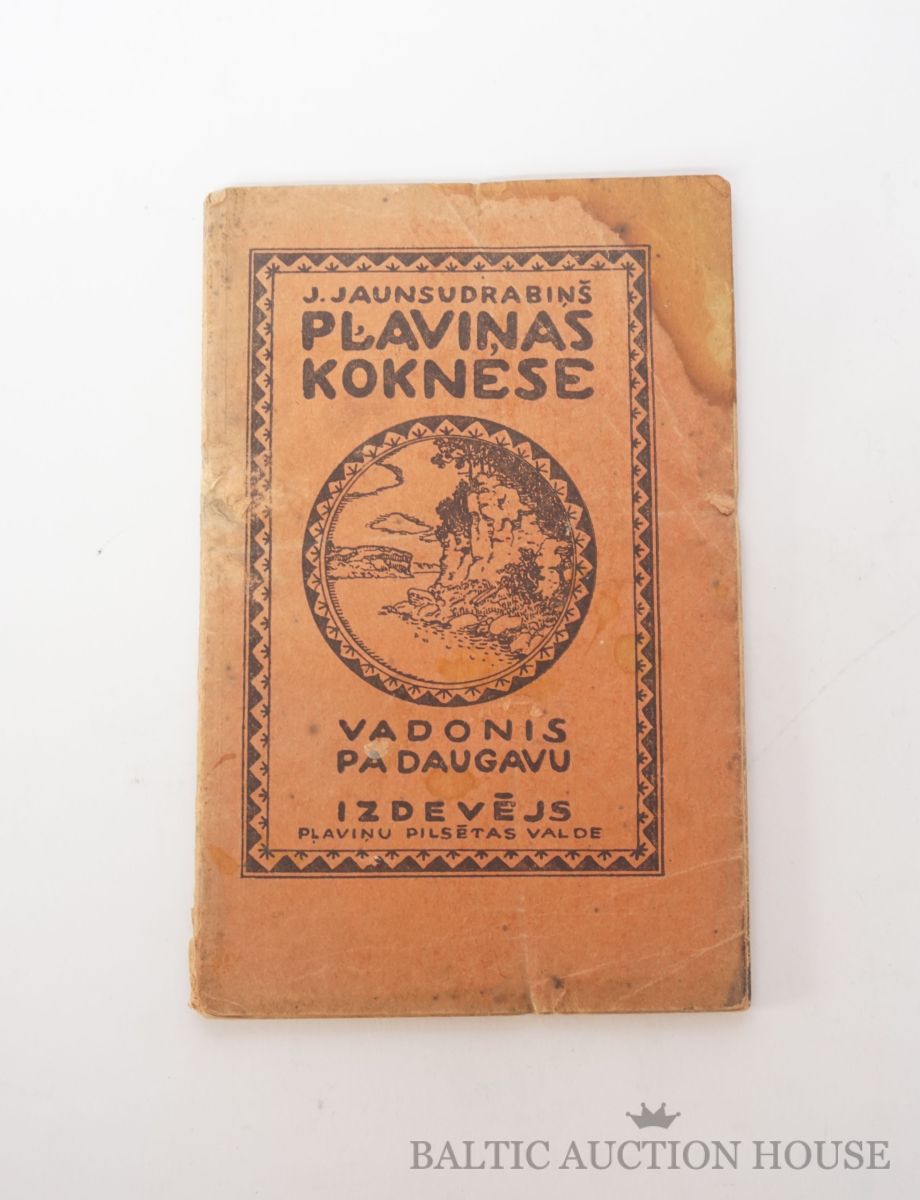 J. JAUNSUDRABIŅŠ
PĻAVIŅAS
KOKNESE
VADONIS
PA DAUGAVU
IZDEVĒJS
PĻAVIŅU PILSĒTAS VALDE
BALTIC AUCTION HOUSE